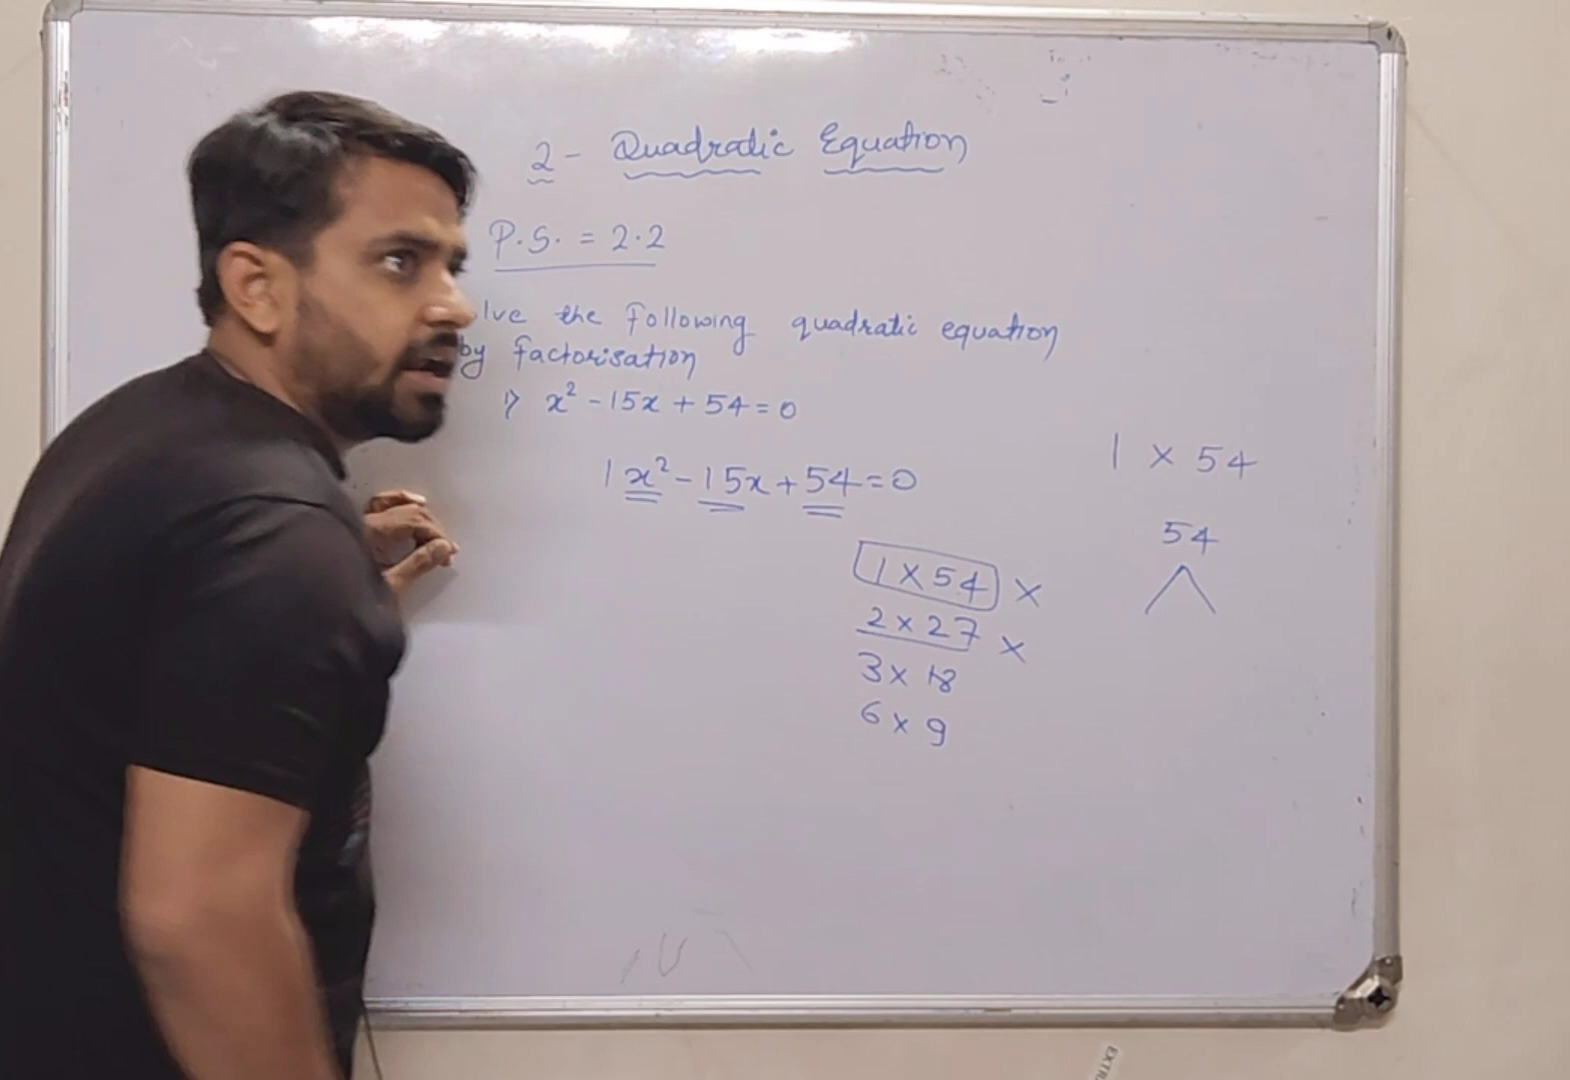 2 - Quadratic Equation
P.S. = 2.2
lve the following quadratic equation
by factorisation
1) x² - 15x + 54 = 0
1x² - 15x + 54 = 0
1 × 54
54
1 × 54 ×
2 × 27 ×
3 × 18
6 × 9